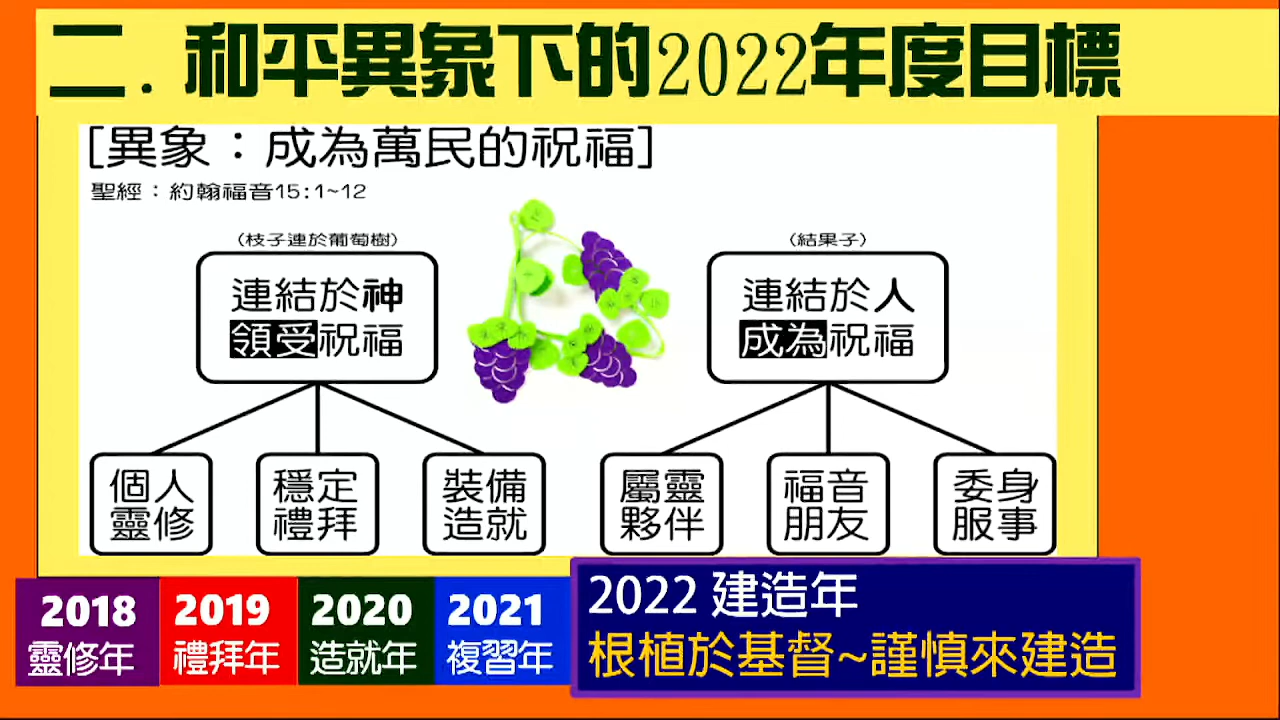 二．和平異象下的2022年度目標
[異象：成為萬民的祝福]
聖經：約翰福音15:1~12
（枝子連於葡萄樹）
連結於神
領受祝福
（結果子）
連結於人
成為祝福
個人
靈修
穩定
禮拜
裝備
造就
屬靈
夥伴
福音
朋友
委身
服事
2018
靈修年
2019
禮拜年
2020
造就年
2021
複習年
2022 建造年
根植於基督~謹慎來建造